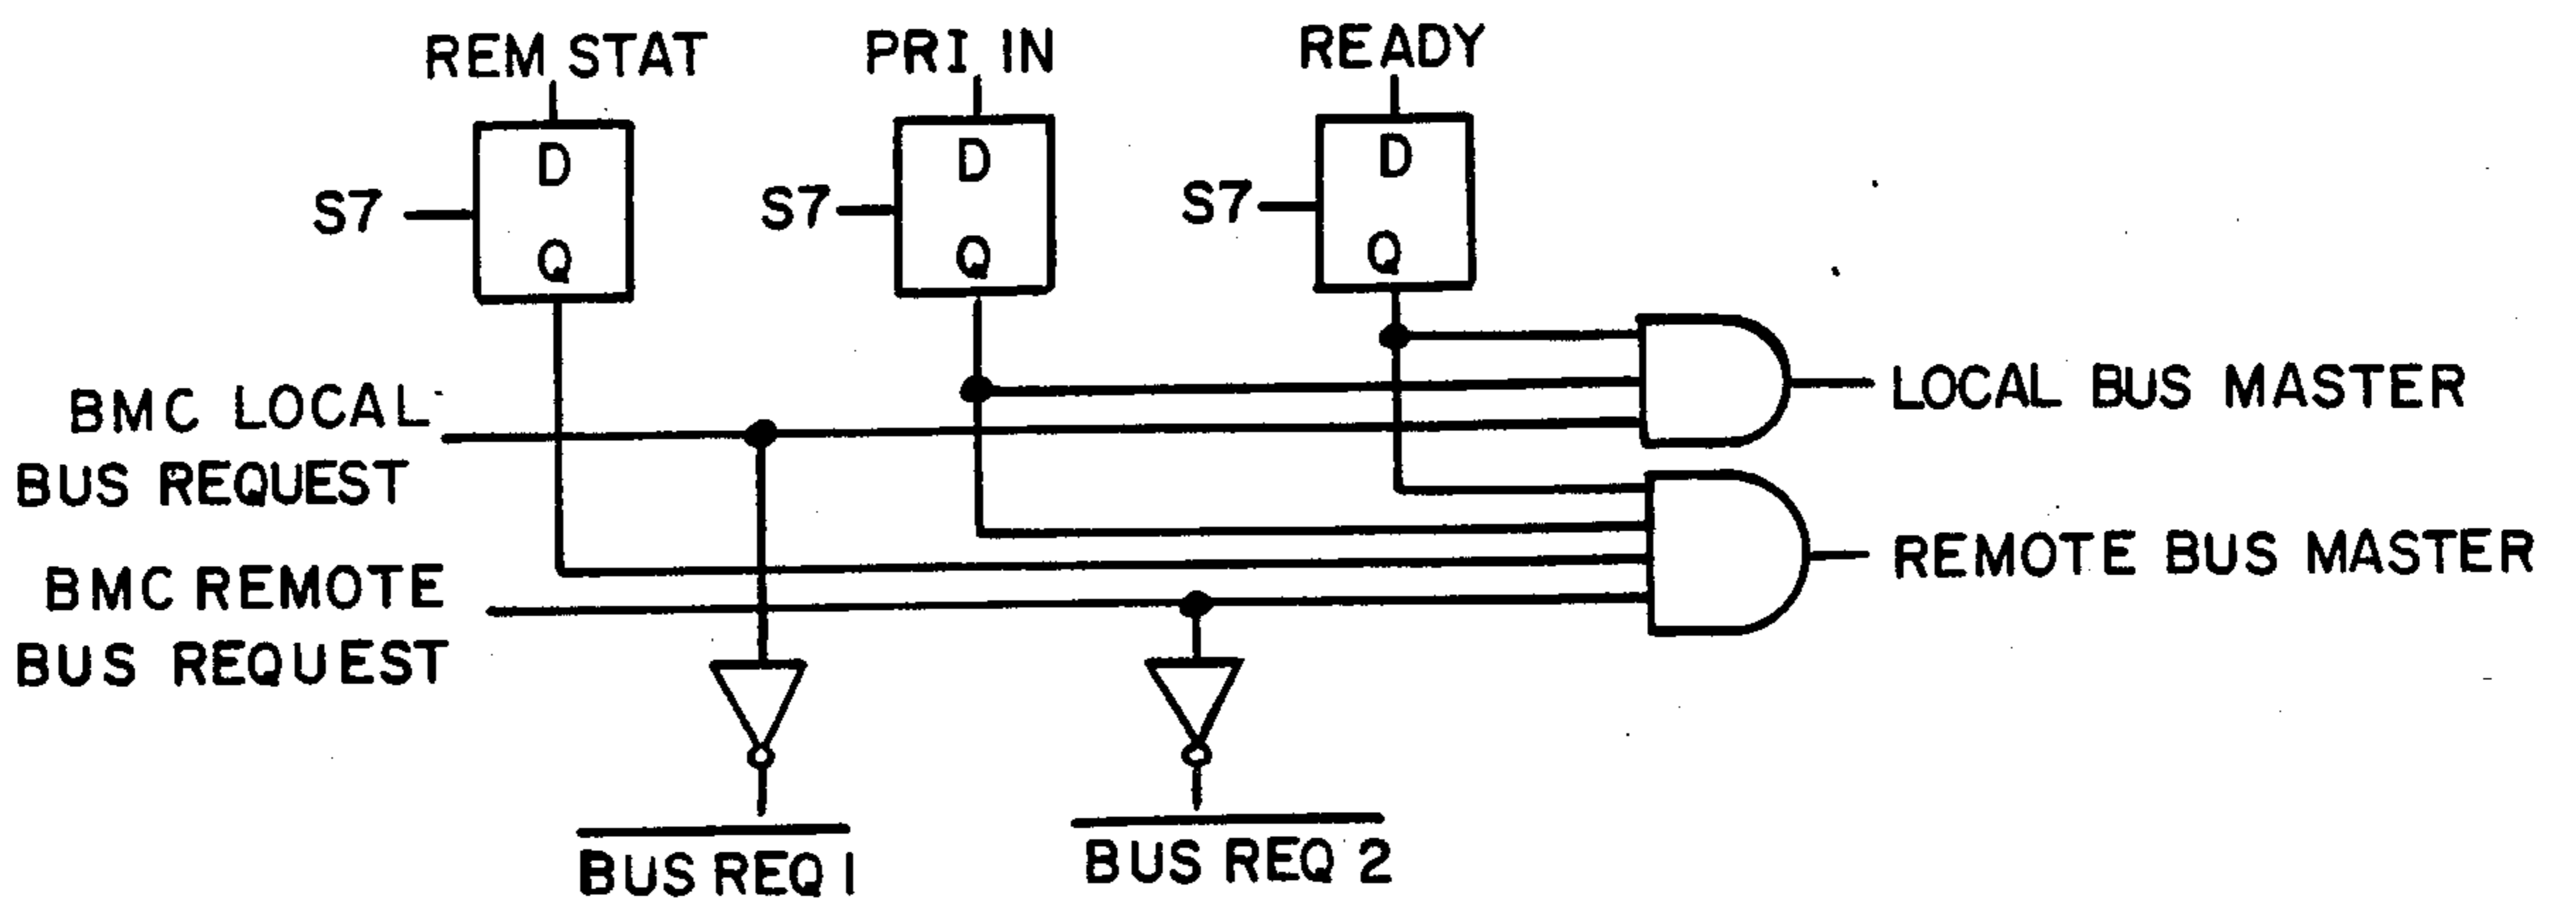 REM STAT
PRI IN
READY
D
D
D
S7
S7
S7
Q
Q
Q
BMC LOCAL
BUS REQUEST
LOCAL BUS MASTER
BMC REMOTE
BUS REQUEST
REMOTE BUS MASTER
BUS REQ 1
BUS REQ 2